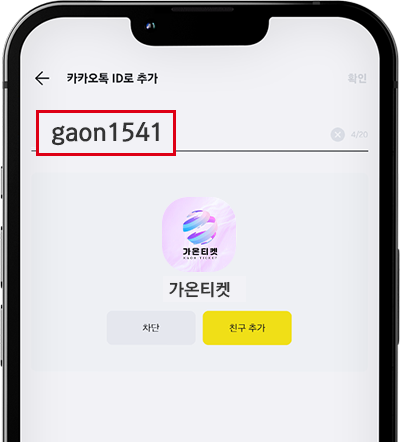 카카오톡 ID로 추가
확인
gaon1541
4/20
가온티켓
GAON TICKET
가온티켓
차단
친구 추가